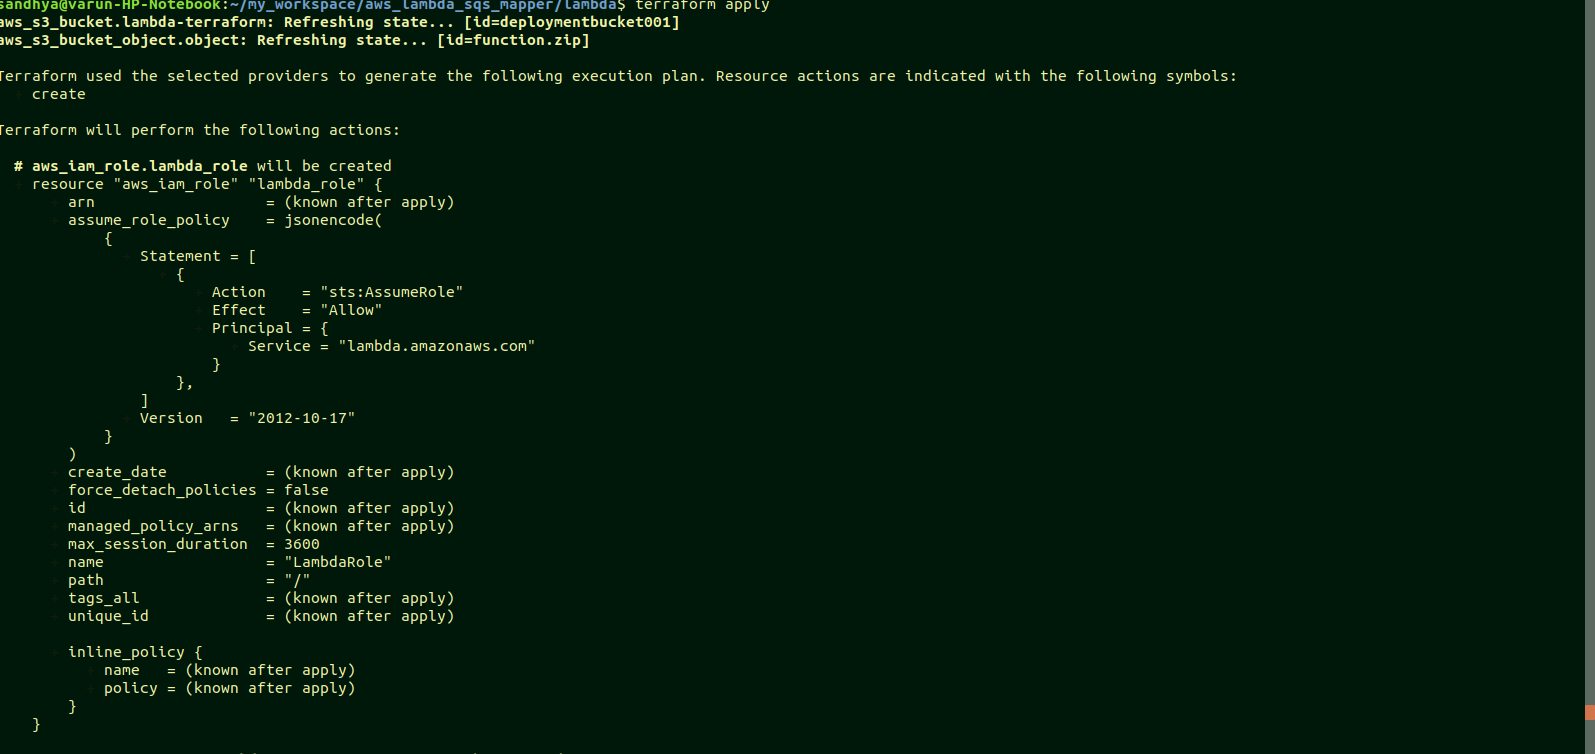 sandhya@varun-HP-Notebook:~/my_workspace/aws_lambda_sqs_mapper/lambda$ terraform apply
aws_s3_bucket.lambda-terraform: Refreshing state... [id=deploymentbucket001]
aws_s3_bucket_object.object: Refreshing state... [id=function.zip]
Terraform used the selected providers to generate the following execution plan. Resource actions are indicated with the following symbols:
+ create
Terraform will perform the following actions:
# aws_iam_role.lambda_role will be created
+ resource "aws_iam_role" "lambda_role" {
+ arn = (known after apply)
+ assume_role_policy = jsonencode(
{
+ Statement = [
+ {
+ Action = "sts:AssumeRole"
+ Effect = "Allow"
+ Principal = {
+ Service = "lambda.amazonaws.com"
}
},
]
+ Version = "2012-10-17"
}
)
+ create_date = (known after apply)
+ force_detach_policies = false
+ id = (known after apply)
+ managed_policy_arns = (known after apply)
+ max_session_duration = 3600
+ name = "LambdaRole"
+ path = "/"
+ tags_all = (known after apply)
+ unique_id = (known after apply)
+ inline_policy {
+ name = (known after apply)
+ policy = (known after apply)
}
}